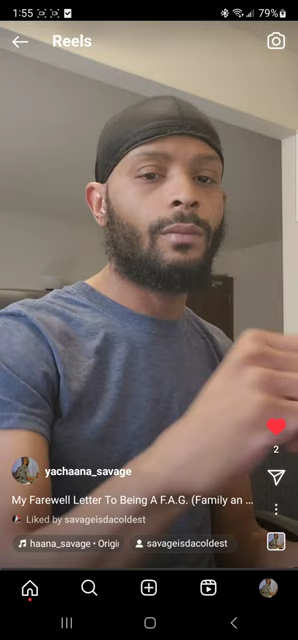 1:55
79%
Reels
2
yachaana_savage
My Farewell Letter To Being A F.A.G. (Family an ...
Liked by savageisdacoldest
haana_savage • Origi
savageisdacoldest